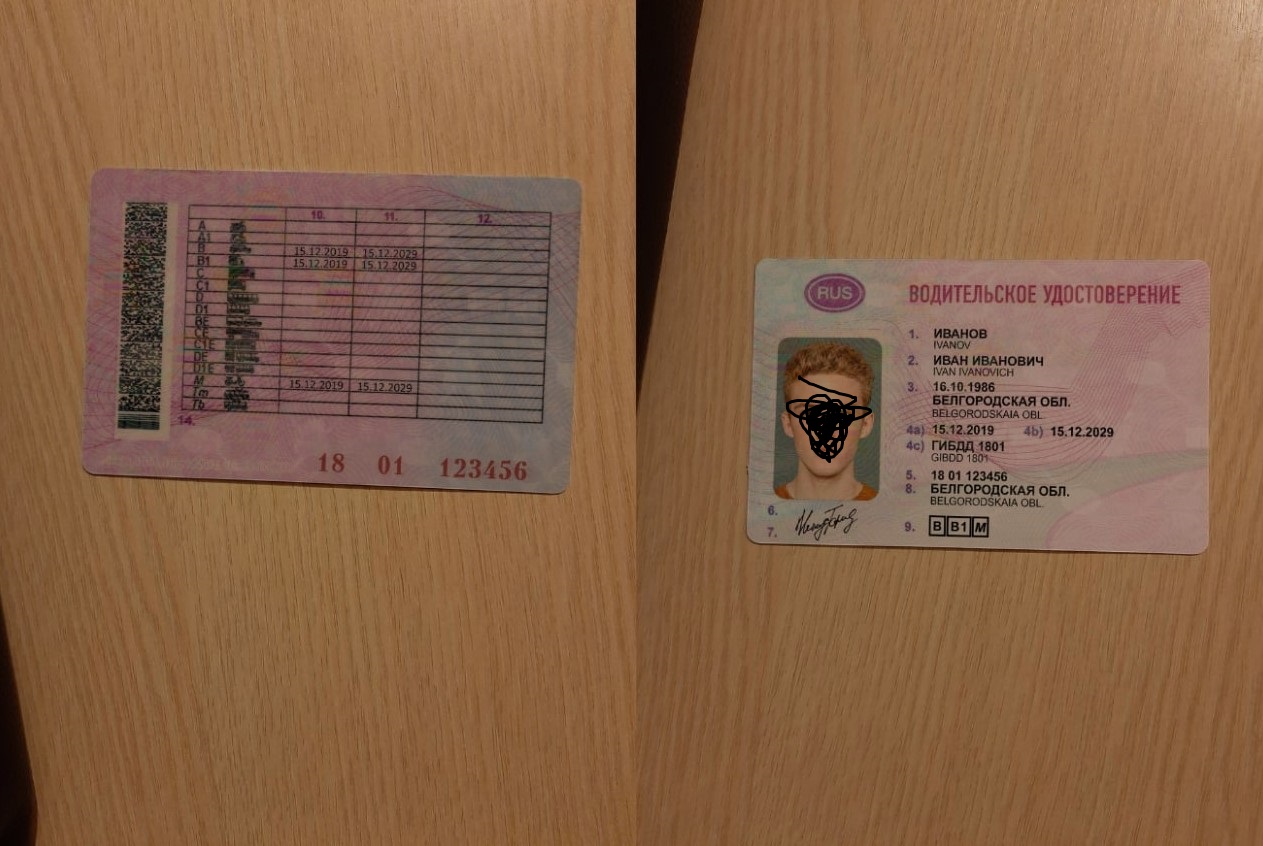 10. 11. 12.
A
A1
B 15.12.2019 15.12.2029
B1 15.12.2019 15.12.2029
C
C1
D
D1
BE
CE
C1E
DE
D1E
M 15.12.2019 15.12.2029
Tm
Tb
14.
18 01 123456
RUS ВОДИТЕЛЬСКОЕ УДОСТОВЕРЕНИЕ
1. ИВАНОВ
IVANOV
2. ИВАН ИВАНОВИЧ
IVAN IVANOVICH
3. 16.10.1986
БЕЛГОРОДСКАЯ ОБЛ.
BELGORODSKAIA OBL.
4a) 15.12.2019 4b) 15.12.2029
4c) ГИБДД 1801
GIBDD 1801
5. 18 01 123456
8. БЕЛГОРОДСКАЯ ОБЛ.
BELGORODSKAIA OBL.
6.
7.
9. B B1 M